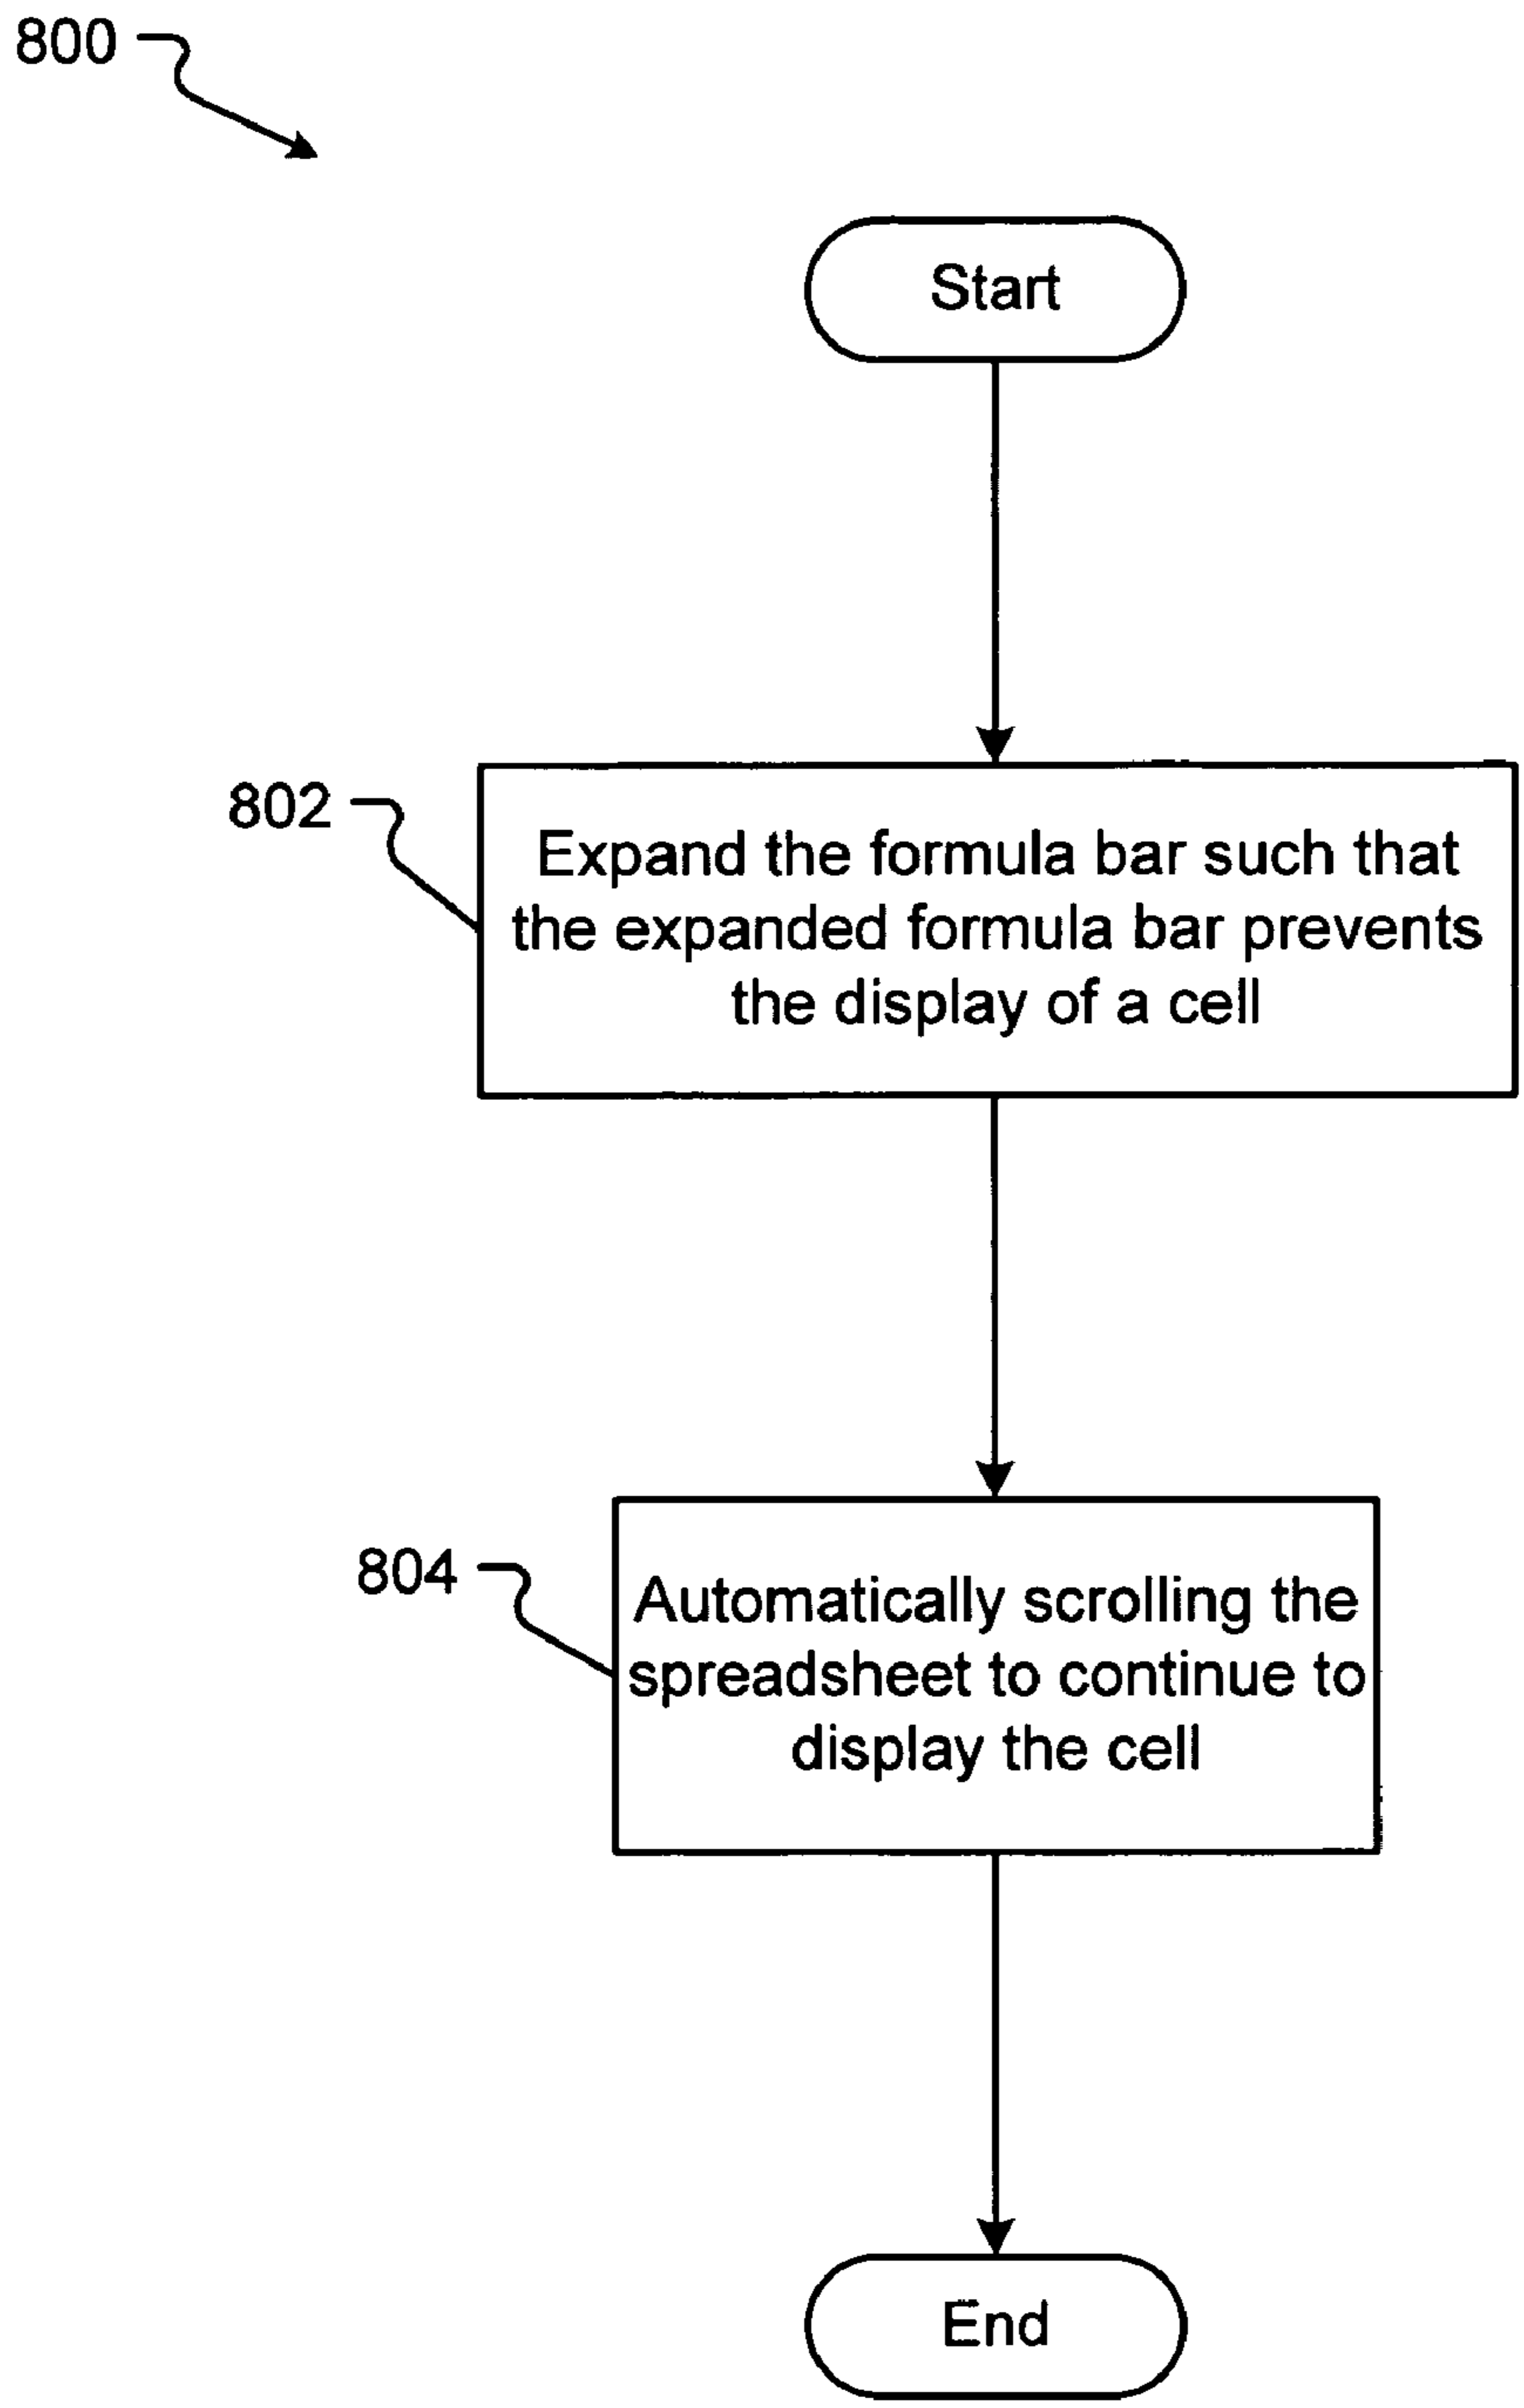 800
Start
802
Expand the formula bar such that
the expanded formula bar prevents
the display of a cell
804
Automatically scrolling the
spreadsheet to continue to
display the cell
End